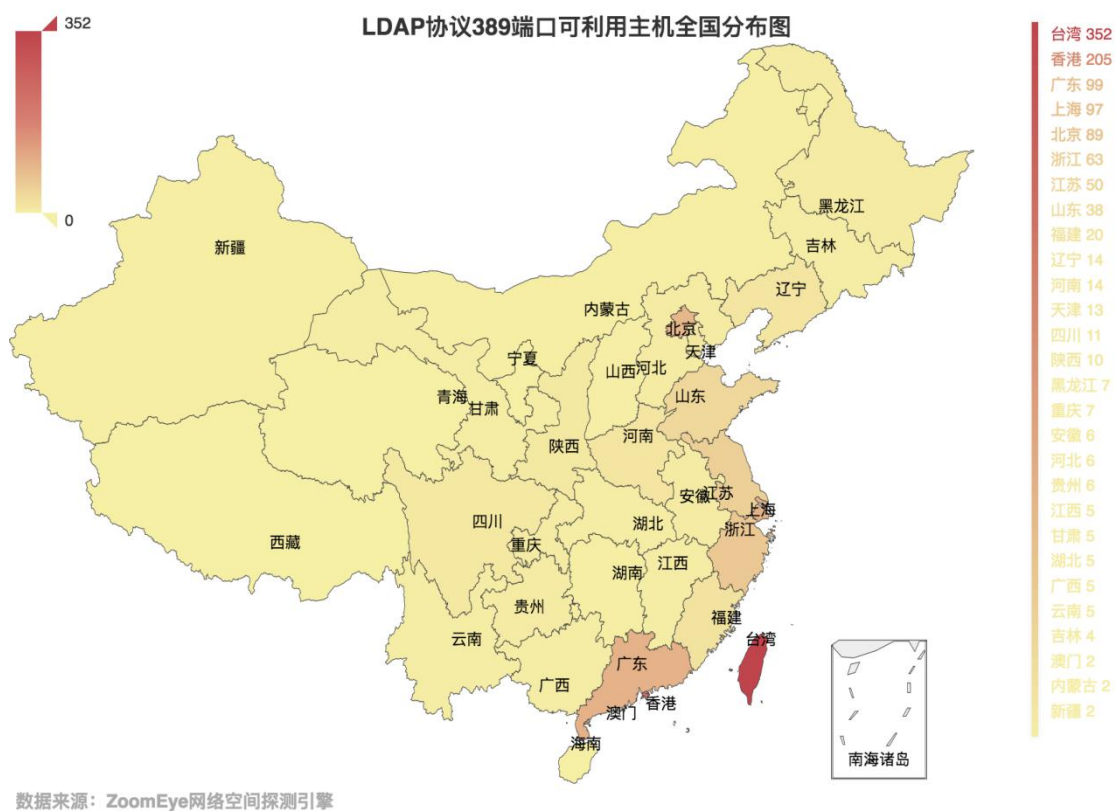 LDAP协议389端口可利用主机全国分布图
352
0
台湾 352
香港 205
广东 99
上海 97
北京 89
浙江 63
江苏 50
山东 38
福建 20
辽宁 14
河南 14
天津 13
四川 11
陕西 10
黑龙江 7
重庆 7
安徽 6
河北 6
贵州 6
江西 5
甘肃 5
湖北 5
广西 5
云南 5
吉林 4
澳门 2
内蒙古 2
新疆 2
黑龙江
新疆
吉林
辽宁
内蒙古
北京
天津
宁夏
山西
河北
青海
甘肃
山东
陕西
河南
安徽
江苏
上海
四川
湖北
浙江
西藏
重庆
江西
湖南
贵州
福建
云南
台湾
广东
广西
香港
澳门
海南
南海诸岛
数据来源：ZoomEye网络空间探测引擎